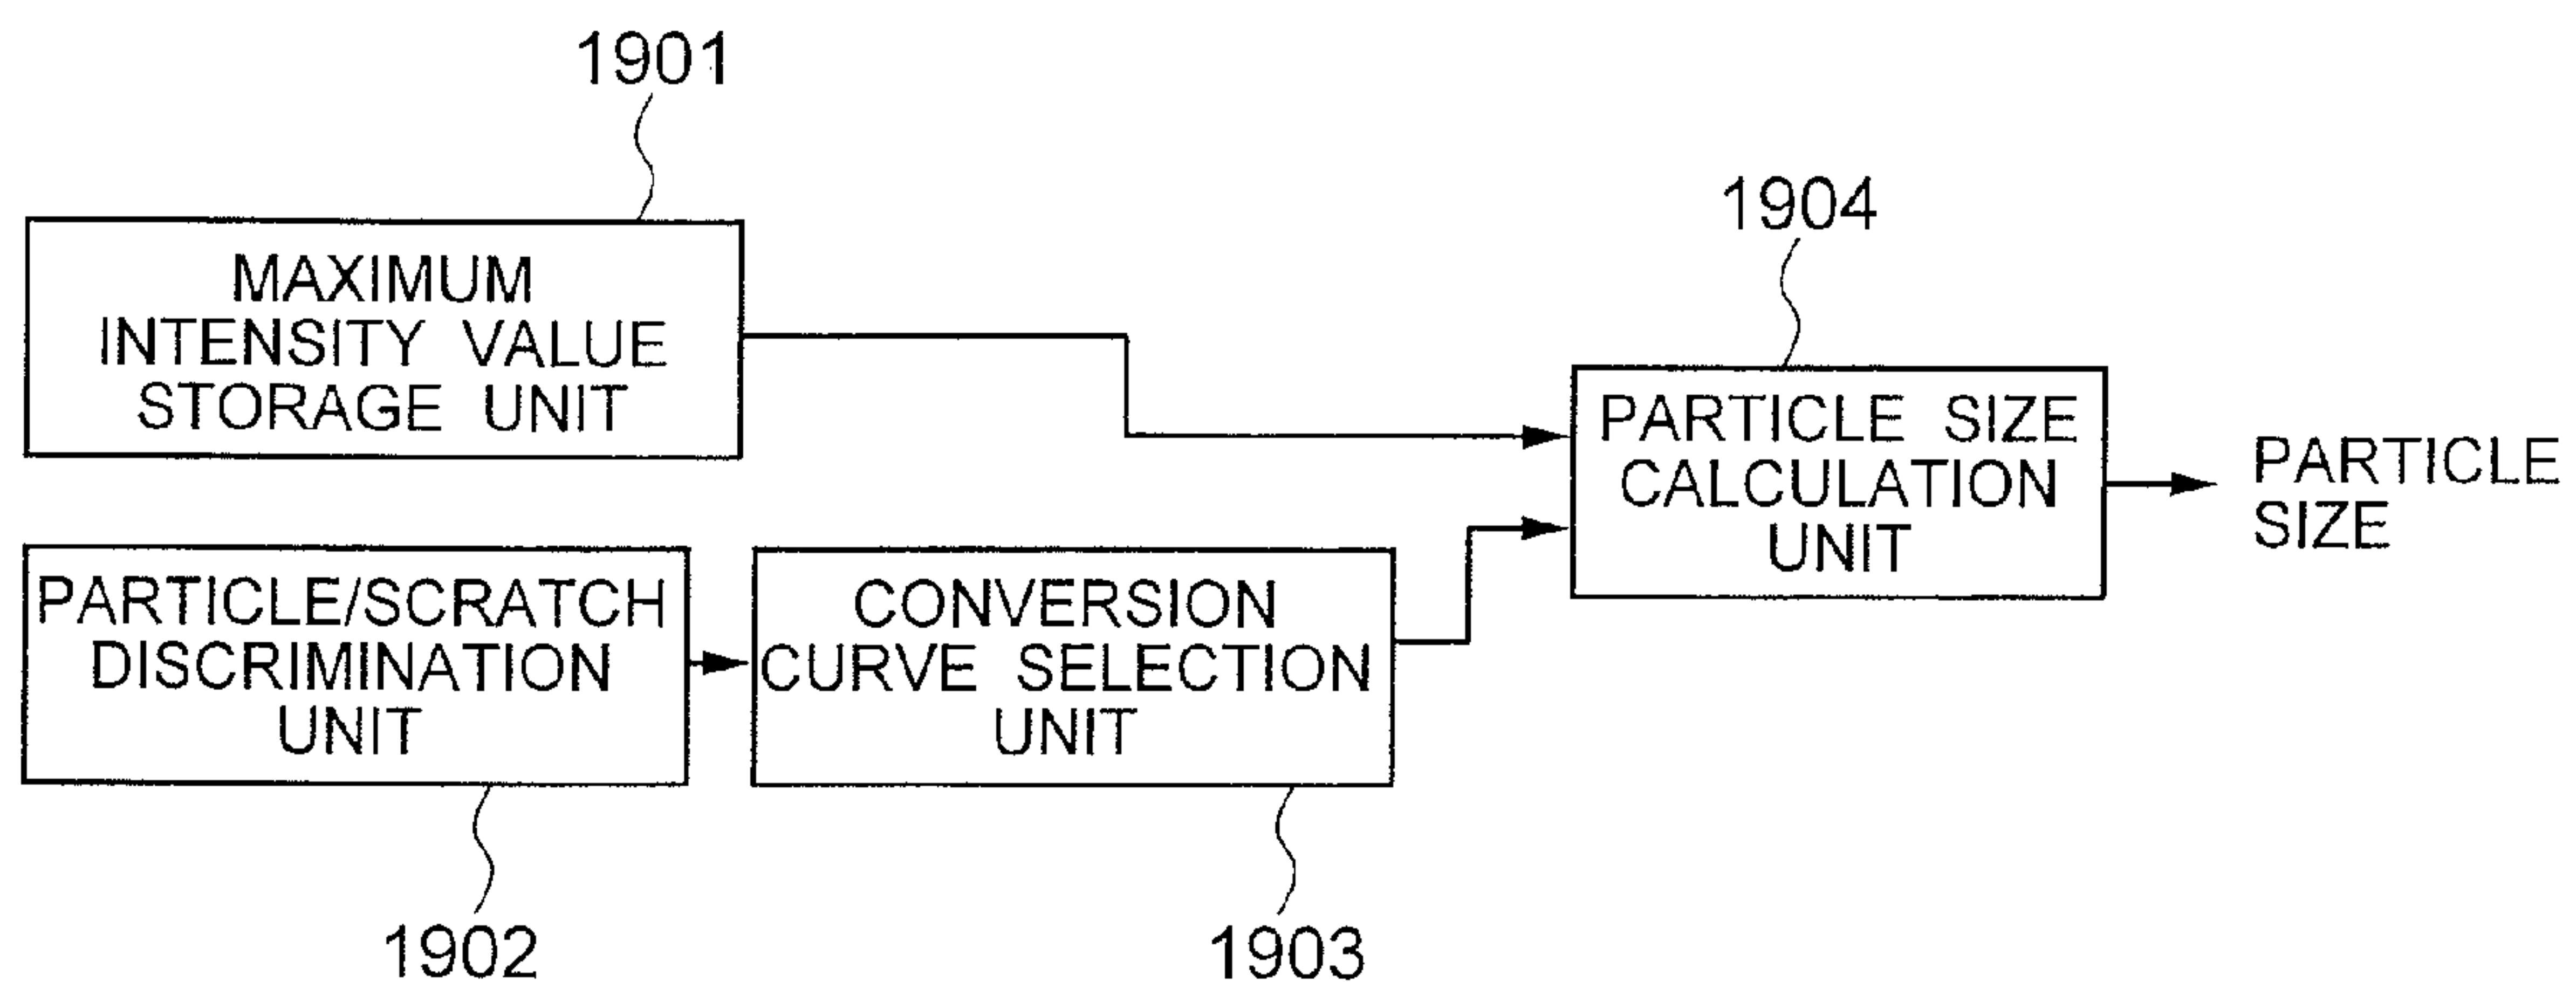 1901
MAXIMUM
INTENSITY VALUE
STORAGE UNIT
1904
PARTICLE SIZE
CALCULATION
UNIT
PARTICLE
SIZE
PARTICLE/SCRATCH
DISCRIMINATION
UNIT
CONVERSION
CURVE SELECTION
UNIT
1902
1903